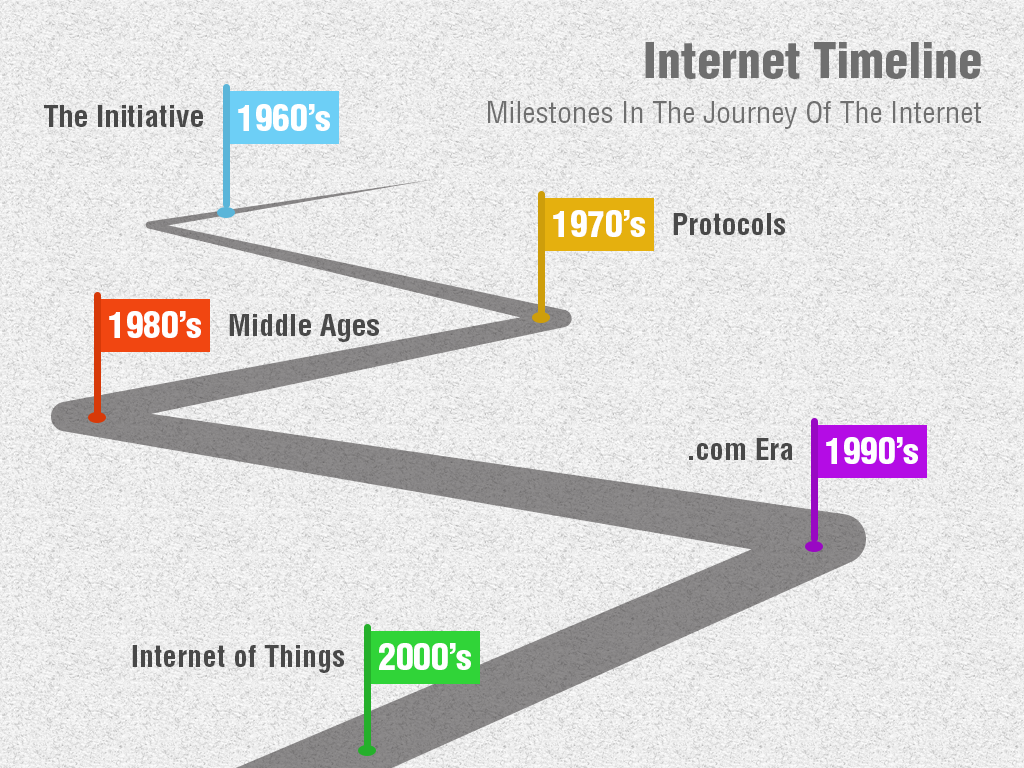 Internet Timeline
Milestones In The Journey Of The Internet
The Initiative
1960's
1970's
Protocols
1980's
Middle Ages
.com Era
1990's
Internet of Things
2000's